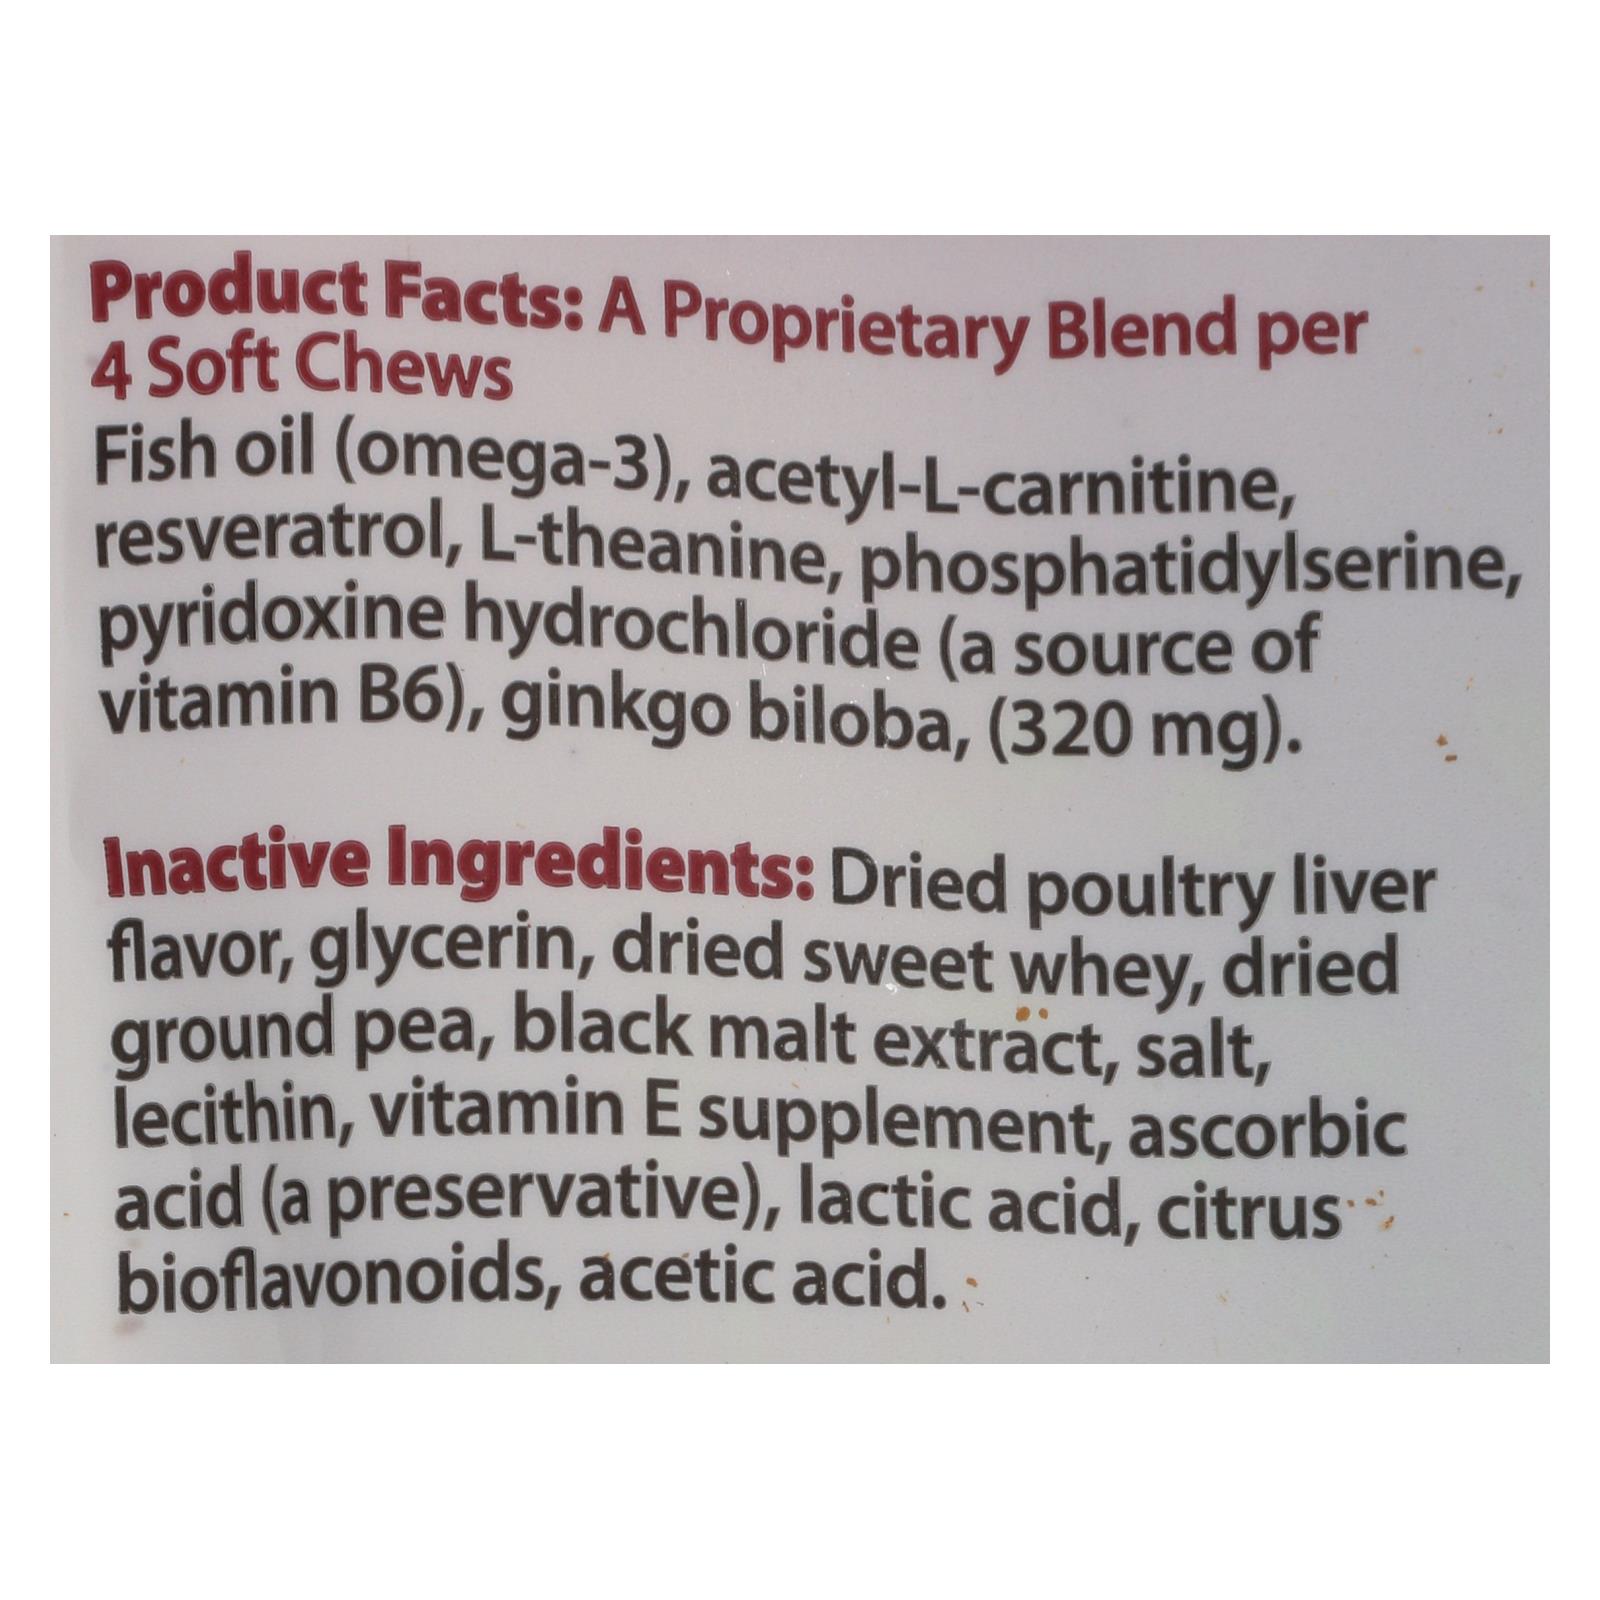 Product Facts: A Proprietary Blend per
4 Soft Chews
Fish oil (omega-3), acetyl-L-carnitine,
resveratrol, L-theanine, phosphatidylserine,
pyridoxine hydrochloride (a source of
vitamin B6), ginkgo biloba, (320 mg).
Inactive Ingredients: Dried poultry liver
flavor, glycerin, dried sweet whey, dried
ground pea, black malt extract, salt,
lecithin, vitamin E supplement, ascorbic
acid (a preservative), lactic acid, citrus
bioflavonoids, acetic acid.